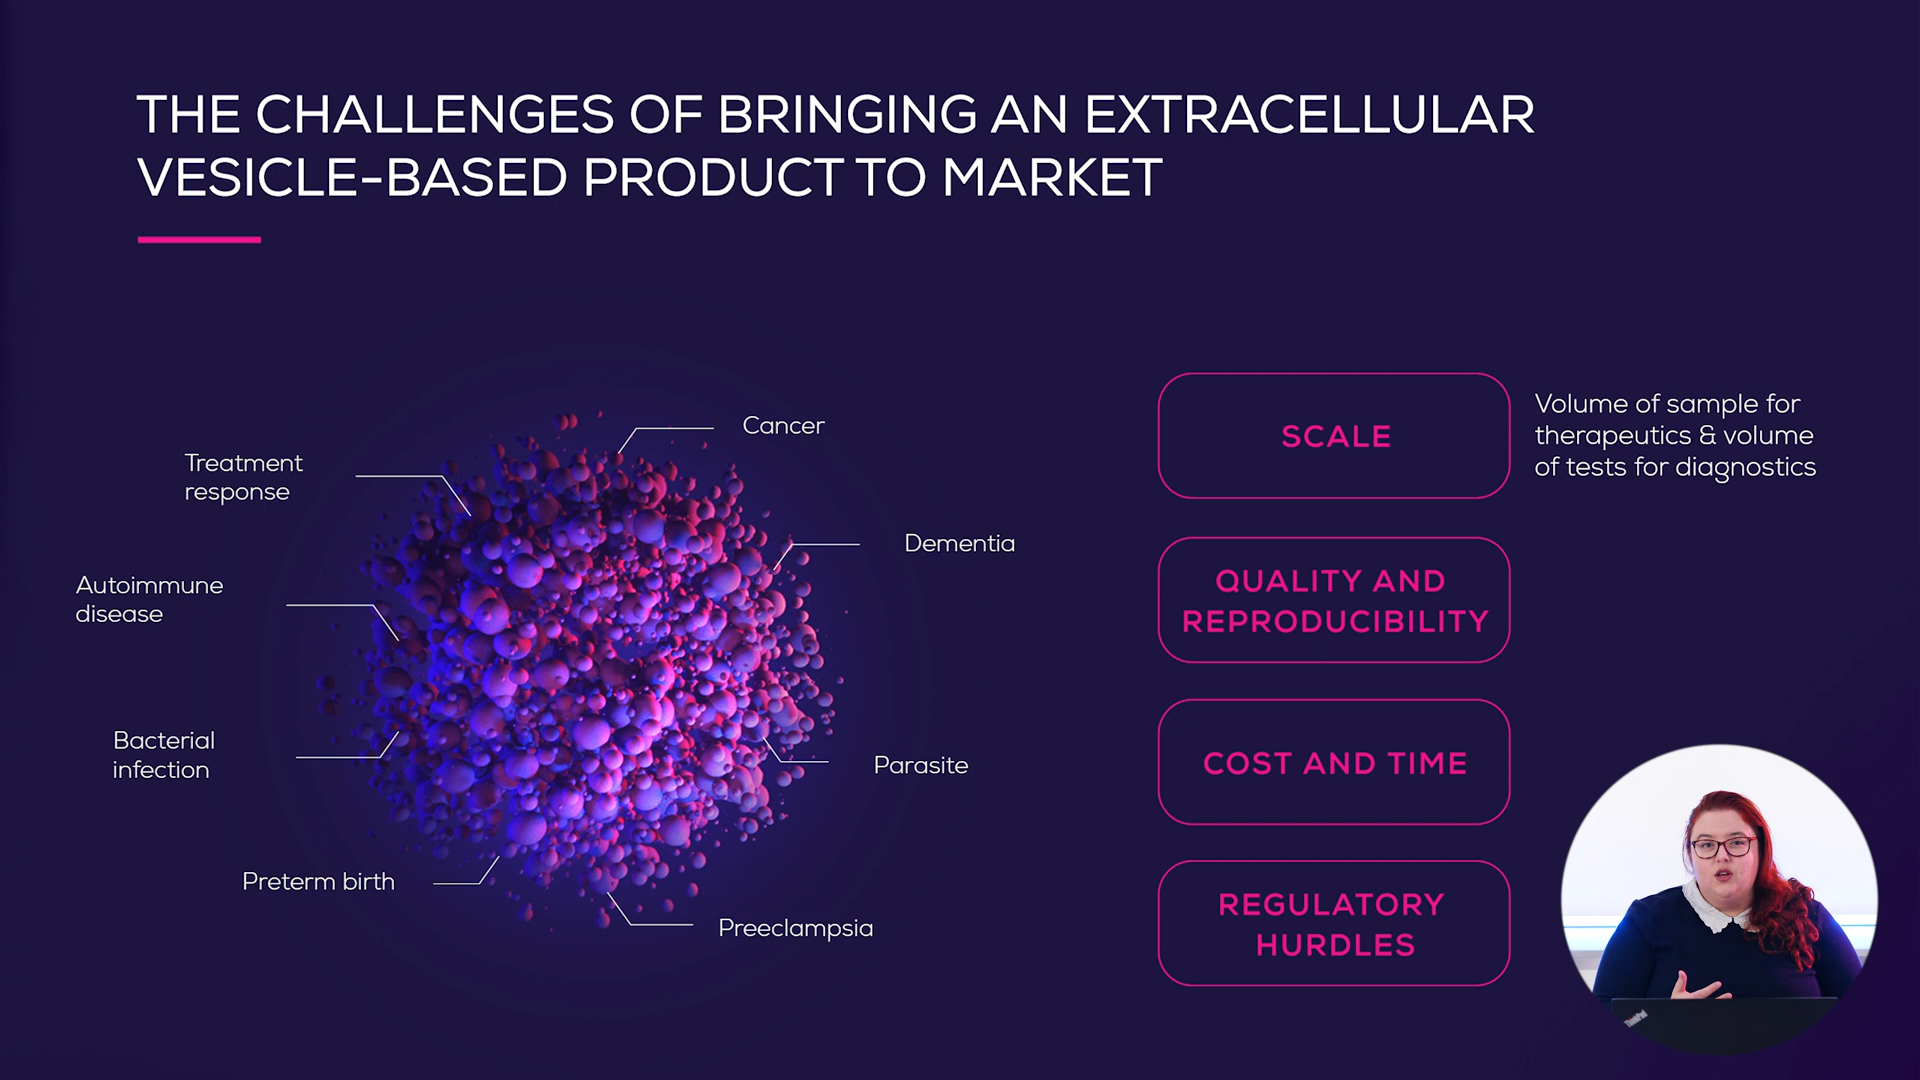 THE CHALLENGES OF BRINGING AN EXTRACELLULAR
VESICLE-BASED PRODUCT TO MARKET
Cancer
Treatment
response
Dementia
Autoimmune
disease
Bacterial
infection
Parasite
Preterm birth
Preeclampsia
SCALE
Volume of sample for
therapeutics & volume
of tests for diagnostics
QUALITY AND
REPRODUCIBILITY
COST AND TIME
REGULATORY
HURDLES